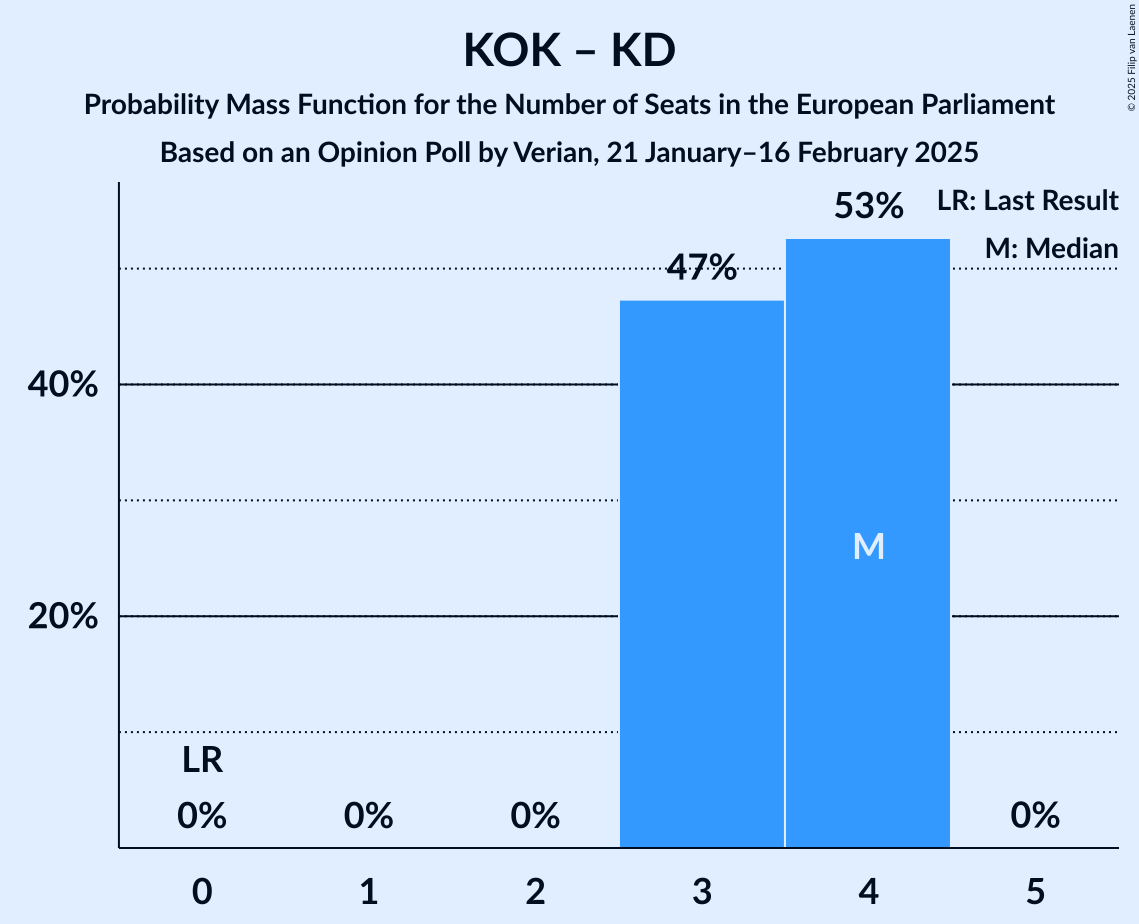 KOK – KD
Probability Mass Function for the Number of Seats in the European Parliament
Based on an Opinion Poll by Verian, 21 January–16 February 2025
© 2025 Filip van Laenen
LR: Last Result
M: Median
53%
47%
40%
20%
M
LR
0%
0%
0%
0%
0
1
2
3
4
5